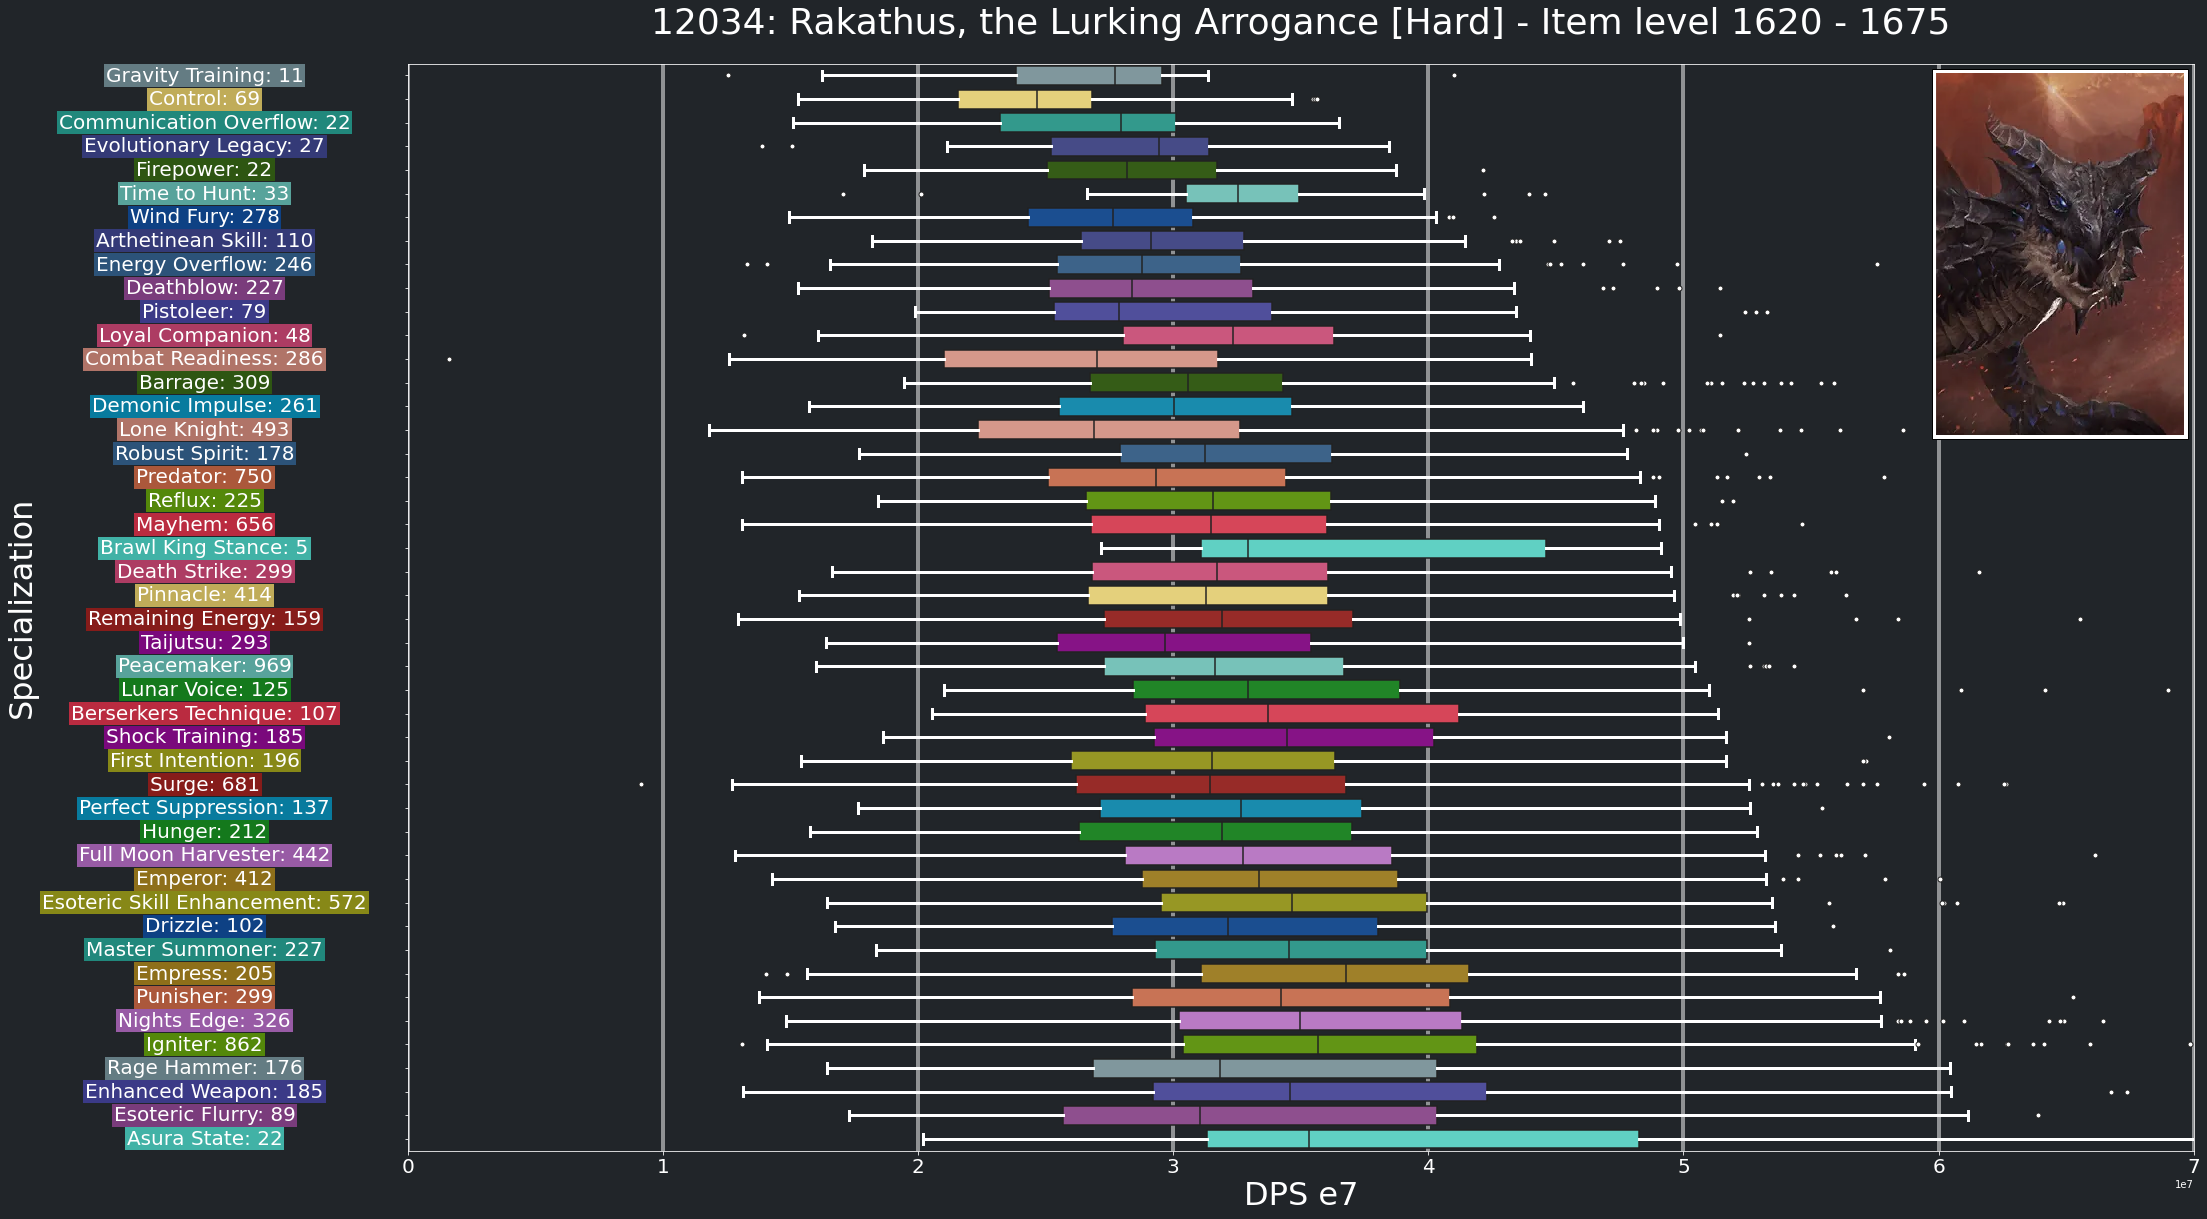 12034: Rakathus, the Lurking Arrogance [Hard] - Item level 1620 - 1675
Specialization
Gravity Training: 11
Control: 69
Communication Overflow: 22
Evolutionary Legacy: 27
Firepower: 22
Time to Hunt: 33
Wind Fury: 278
Arthetinean Skill: 110
Energy Overflow: 246
Deathblow: 227
Pistoleer: 79
Loyal Companion: 48
Combat Readiness: 286
Barrage: 309
Demonic Impulse: 261
Lone Knight: 493
Robust Spirit: 178
Predator: 750
Reflux: 225
Mayhem: 656
Brawl King Stance: 5
Death Strike: 299
Pinnacle: 414
Remaining Energy: 159
Taijutsu: 293
Peacemaker: 969
Lunar Voice: 125
Berserkers Technique: 107
Shock Training: 185
First Intention: 196
Surge: 681
Perfect Suppression: 137
Hunger: 212
Full Moon Harvester: 442
Emperor: 412
Esoteric Skill Enhancement: 572
Drizzle: 102
Master Summoner: 227
Empress: 205
Punisher: 299
Nights Edge: 326
Igniter: 862
Rage Hammer: 176
Enhanced Weapon: 185
Esoteric Flurry: 89
Asura State: 22
0 1 2 3 4 5 6 7
1e7
DPS e7